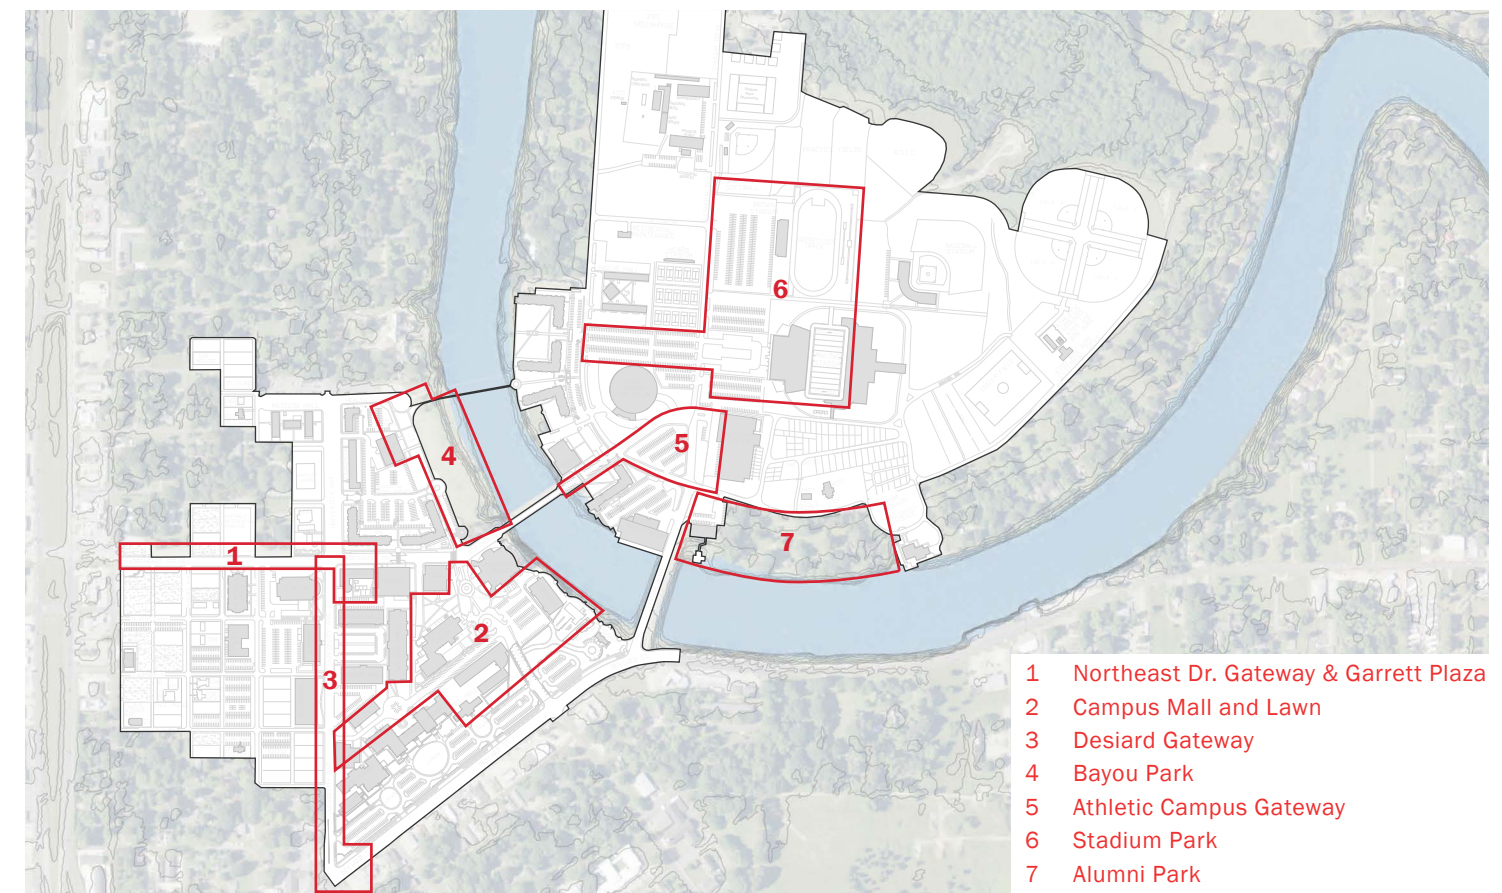 6
5
4
7
1
2
3
1 Northeast Dr. Gateway & Garrett Plaza
2 Campus Mall and Lawn
3 Desiard Gateway
4 Bayou Park
5 Athletic Campus Gateway
6 Stadium Park
7 Alumni Park